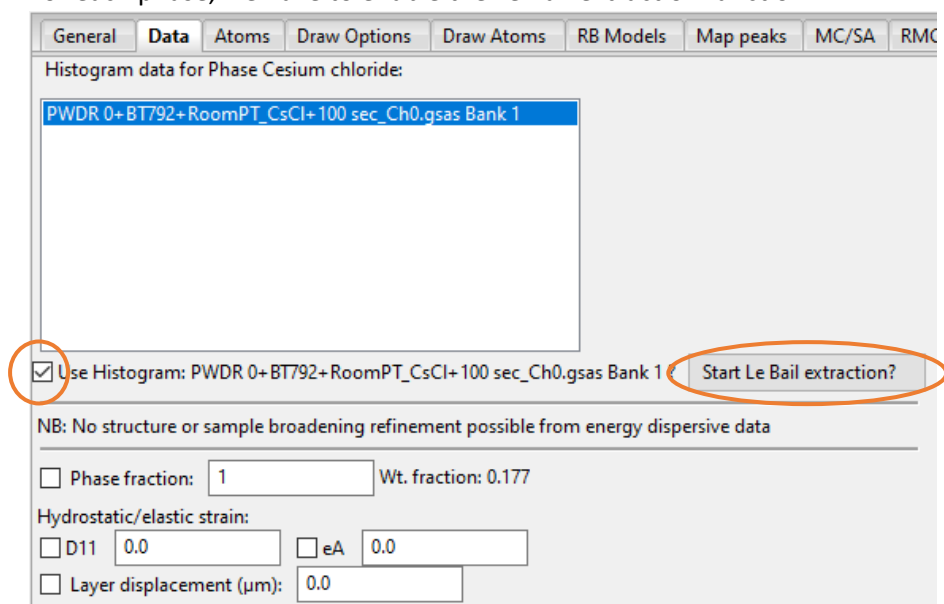 General Data Atoms Draw Options Draw Atoms RB Models Map peaks MC/SA RMC
Histogram data for Phase Cesium chloride:
PWDR 0+BT792+RoomPT_CsCl+100 sec_Ch0.gsas Bank 1
Use Histogram: PWDR 0+BT792+RoomPT_CsCl+100 sec_Ch0.gsas Bank 1 ? Start Le Bail extraction?
NB: No structure or sample broadening refinement possible from energy dispersive data
Phase fraction: 1 Wt. fraction: 0.177
Hydrostatic/elastic strain:
D11 0.0 eA 0.0
Layer displacement (μm): 0.0